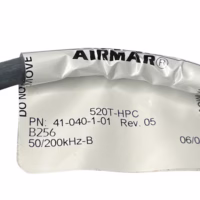 DO NOT REMOVE
AIRMAR®
520T-HPC
PN: 41-040-1-01 Rev. 05
B256
50/200kHz-B 06/0